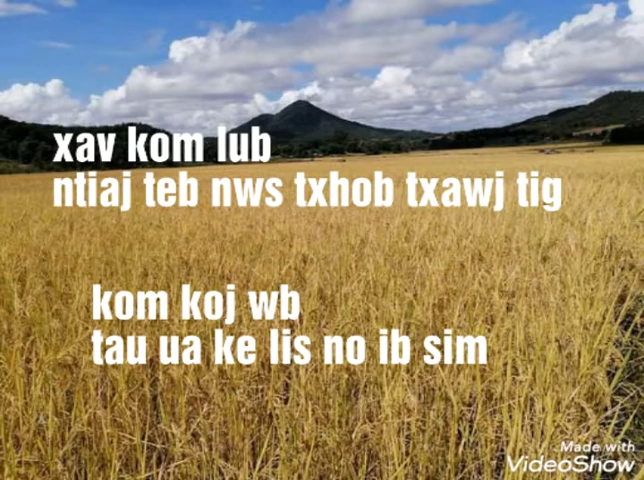 xav kom lub
ntiaj teb nws txhob txawj tig
kom koj wb
tau ua ke lis no ib sim
Made with
VideoShow